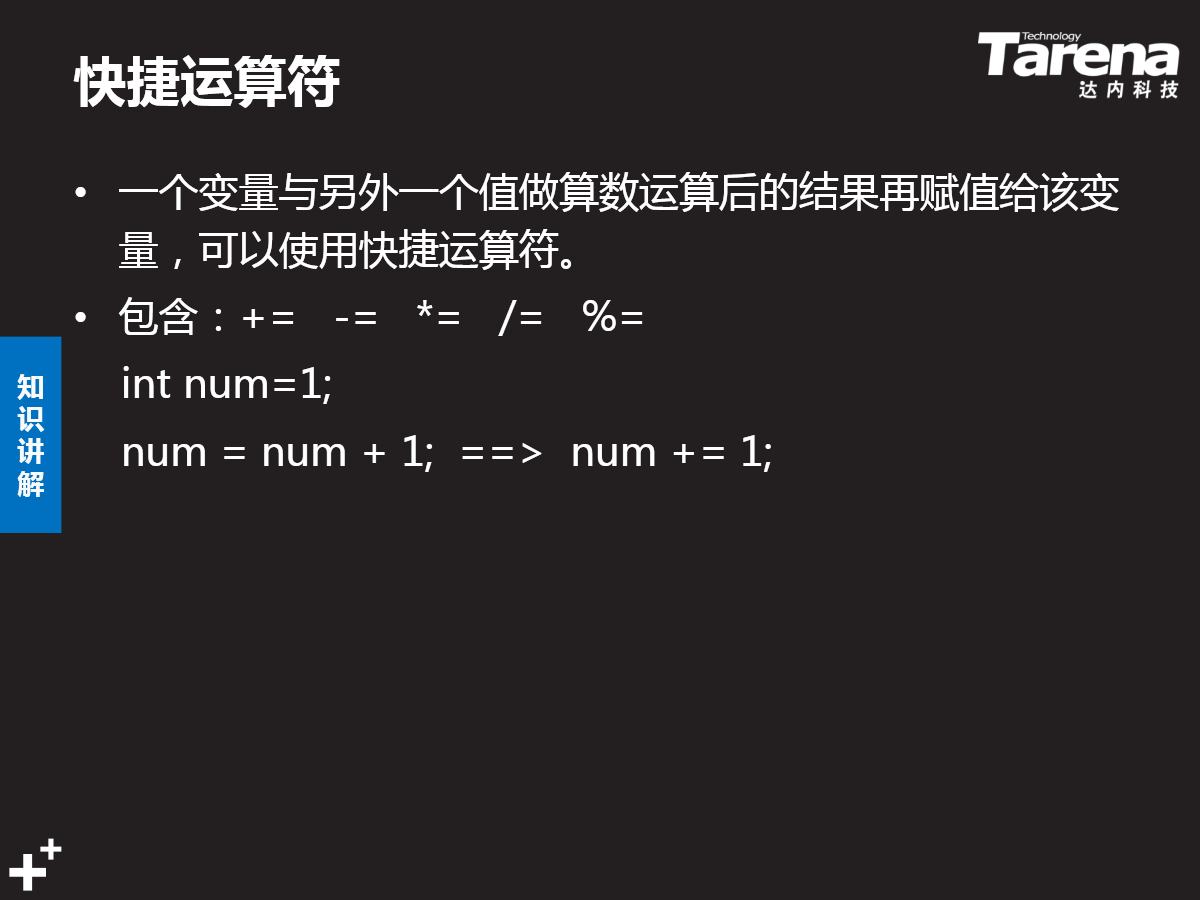 快捷运算符
Technology
Tarena
达内科技
• 一个变量与另外一个值做算数运算后的结果再赋值给该变
量，可以使用快捷运算符。
• 包含：+= -= *= /= %=
int num=1;
num = num + 1; ==> num += 1;
知
识
讲
解